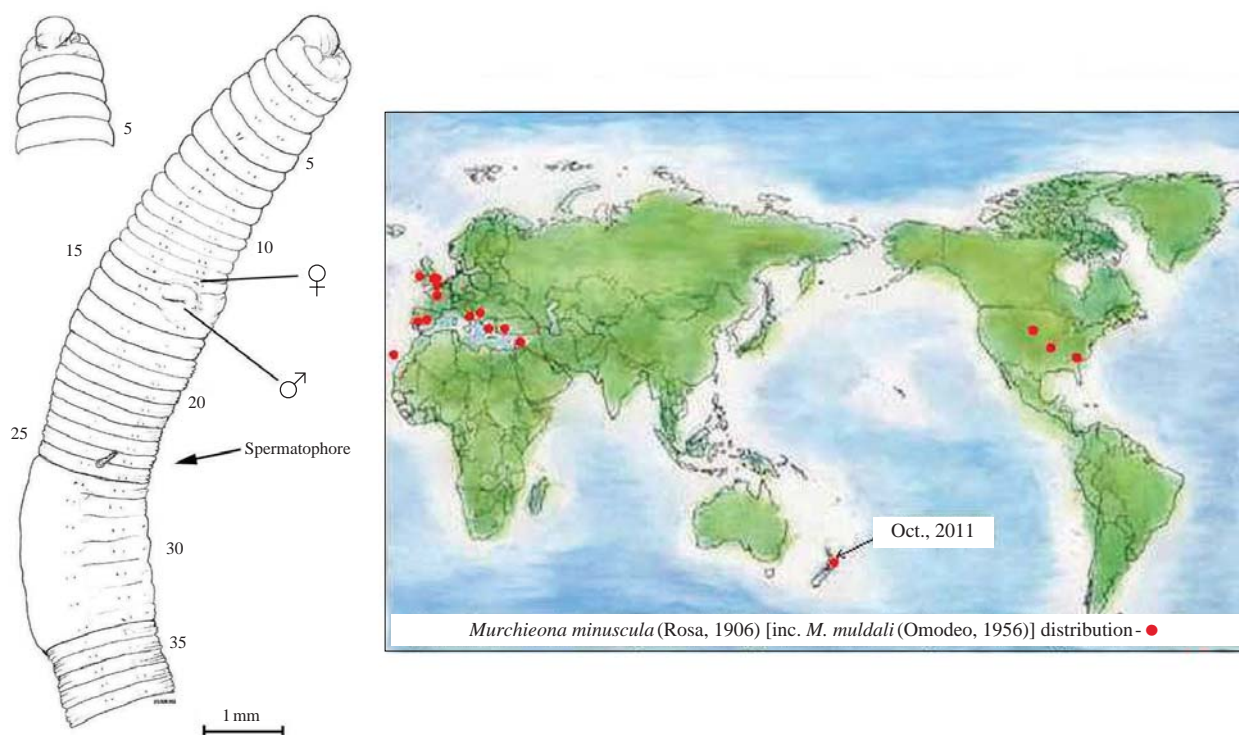 5
5
10
15
♀
♂
20
25
Spermatophore
30
35
1 mm
Oct., 2011
Murchieona minuscula (Rosa, 1906) [inc. M. muldali (Omodeo, 1956)] distribution -